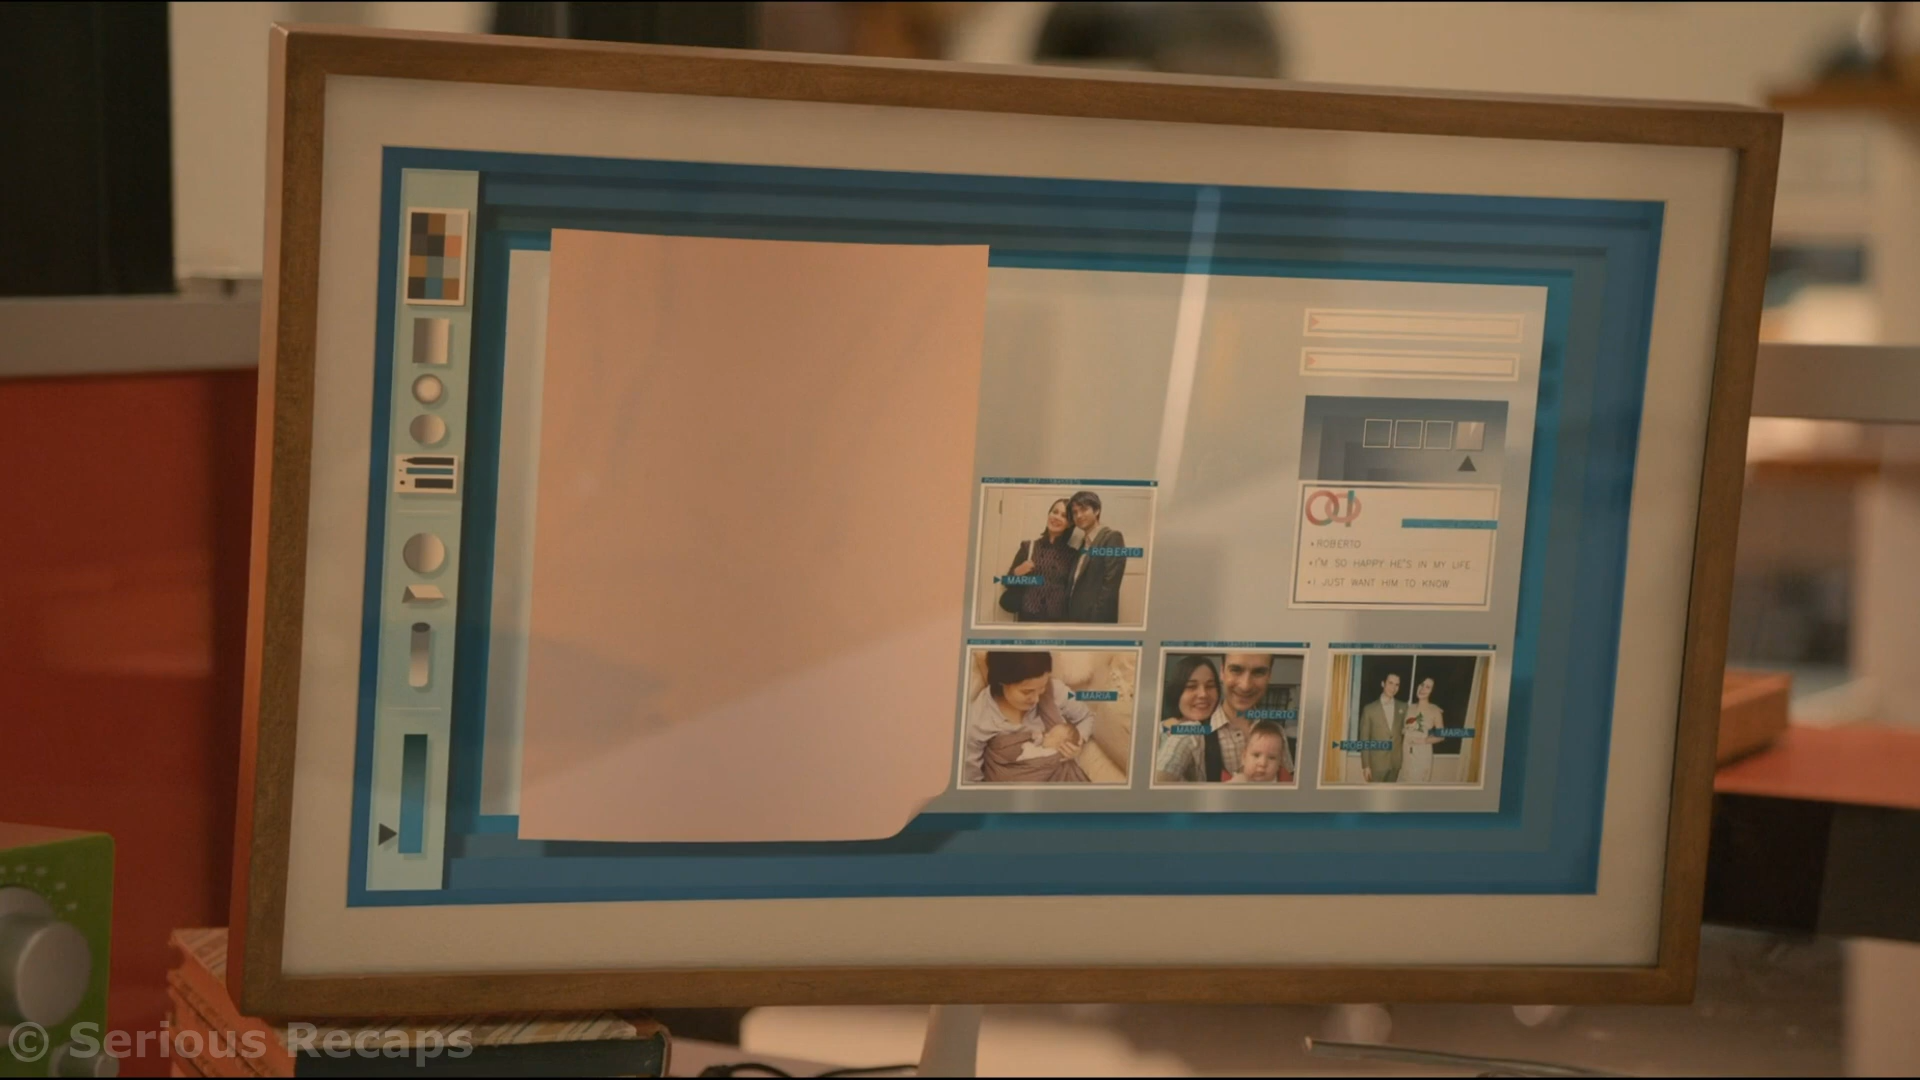 ROBERTO
MARIA
ROBERTO
I'M SO HAPPY HE'S IN MY LIFE
I JUST WANT HIM TO KNOW
MARIA
MARIA
ROBERTO
ROBERTO
MARIA
© Serious Recaps